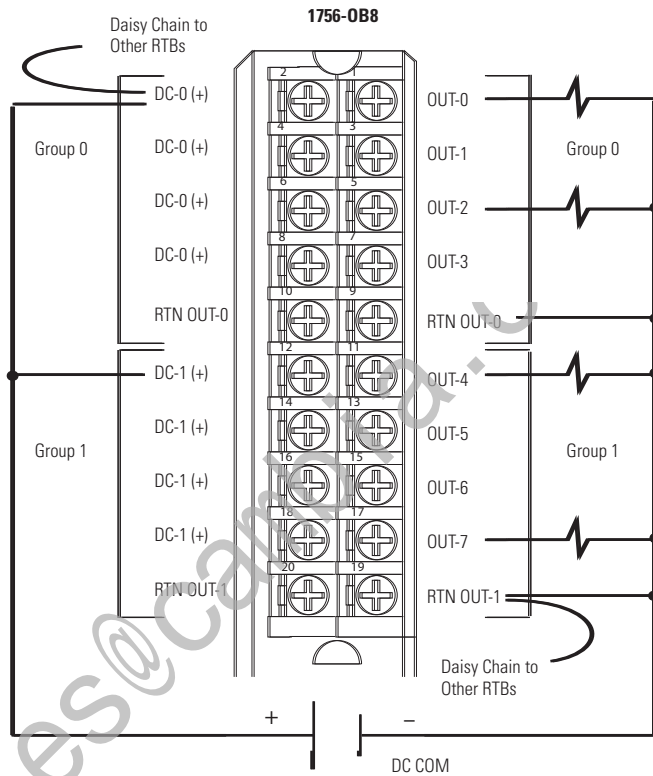 1756-OB8
Daisy Chain to
Other RTBs
2 1
DC-0 (+) OUT-0
4 3
Group 0 DC-0 (+) OUT-1 Group 0
6 5
DC-0 (+) OUT-2
8 7
DC-0 (+) OUT-3
10 9
RTN OUT-0 RTN OUT-0
12 11
DC-1 (+) OUT-4
14 13
DC-1 (+) OUT-5
Group 1 Group 1
16 15
DC-1 (+) OUT-6
18 17
DC-1 (+) OUT-7
20 19
RTN OUT-1 RTN OUT-1
Daisy Chain to
Other RTBs
+ –
DC COM
es@cambia.c